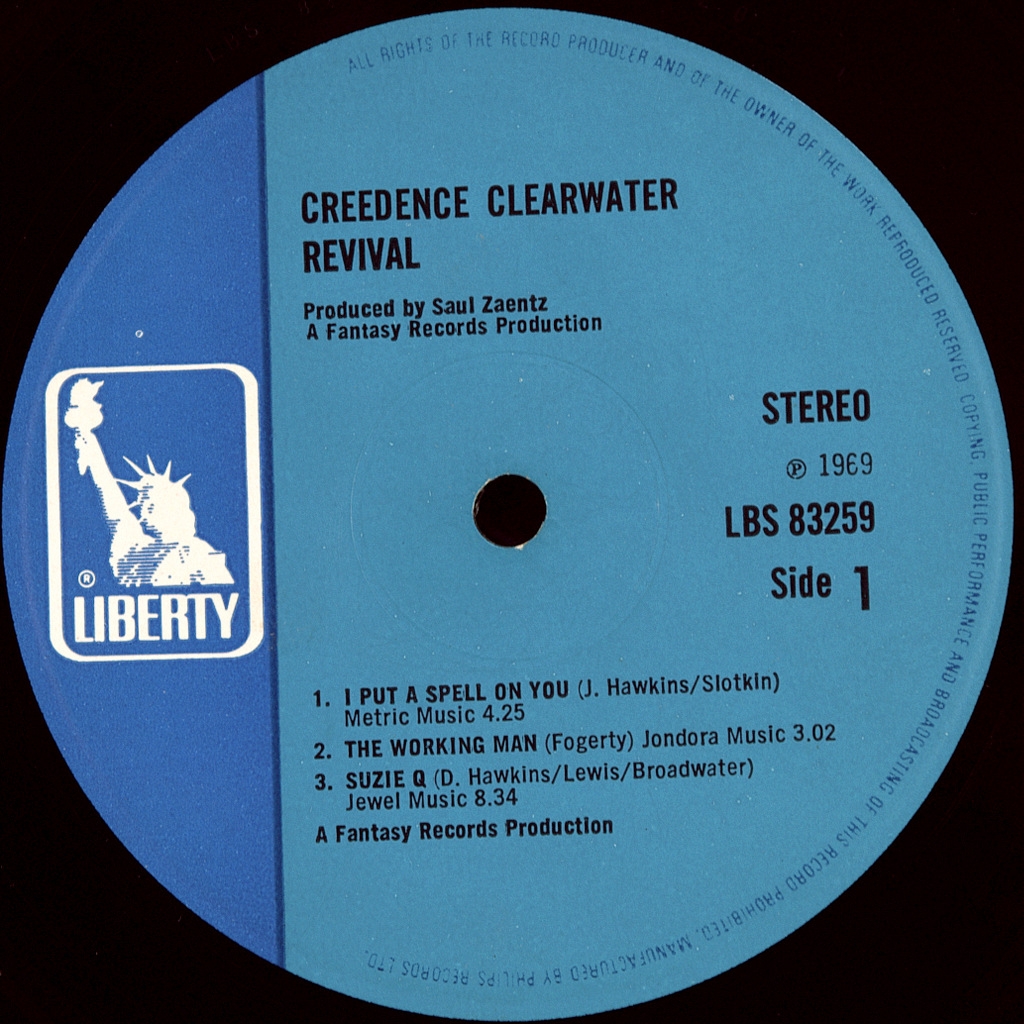 ALL RIGHTS OF THE RECORD PRODUCER AND OF THE OWNER OF THE WORK REPRODUCED RESERVED. COPYING, PUBLIC PERFORMANCE AND BROADCASTING OF THIS RECORD PROHIBITED. MANUFACTURED BY PHILIPS RECORDS LTD.
CREEDENCE CLEARWATER
REVIVAL
Produced by Saul Zaentz
A Fantasy Records Production
STEREO
℗ 1969
LBS 83259
Side 1
®
LIBERTY
1. I PUT A SPELL ON YOU (J. Hawkins/Slotkin)
Metric Music 4.25
2. THE WORKING MAN (Fogerty) Jondora Music 3.02
3. SUZIE Q (D. Hawkins/Lewis/Broadwater)
Jewel Music 8.34
A Fantasy Records Production